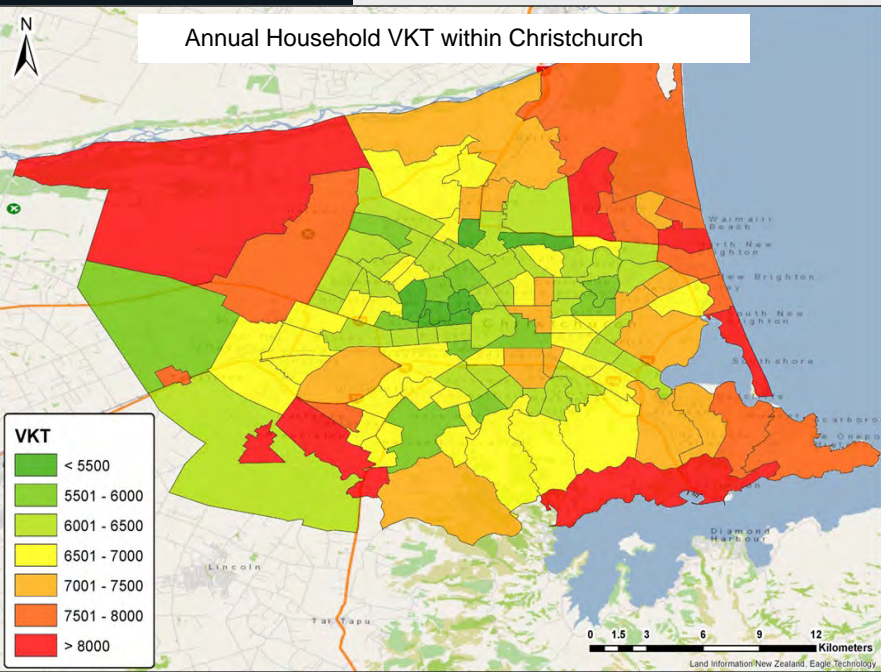 Annual Household VKT within Christchurch
N
Waimairi
Beach
North New
Brighton
New Brighton
South New
Brighton
Southshore
Christchurch
Diamond
Harbour
Lincoln
Tai Tapu
VKT
< 5500
5501 - 6000
6001 - 6500
6501 - 7000
7001 - 7500
7501 - 8000
> 8000
0 1.5 3 6 9 12
Kilometers
Land Information New Zealand, Eagle Technology